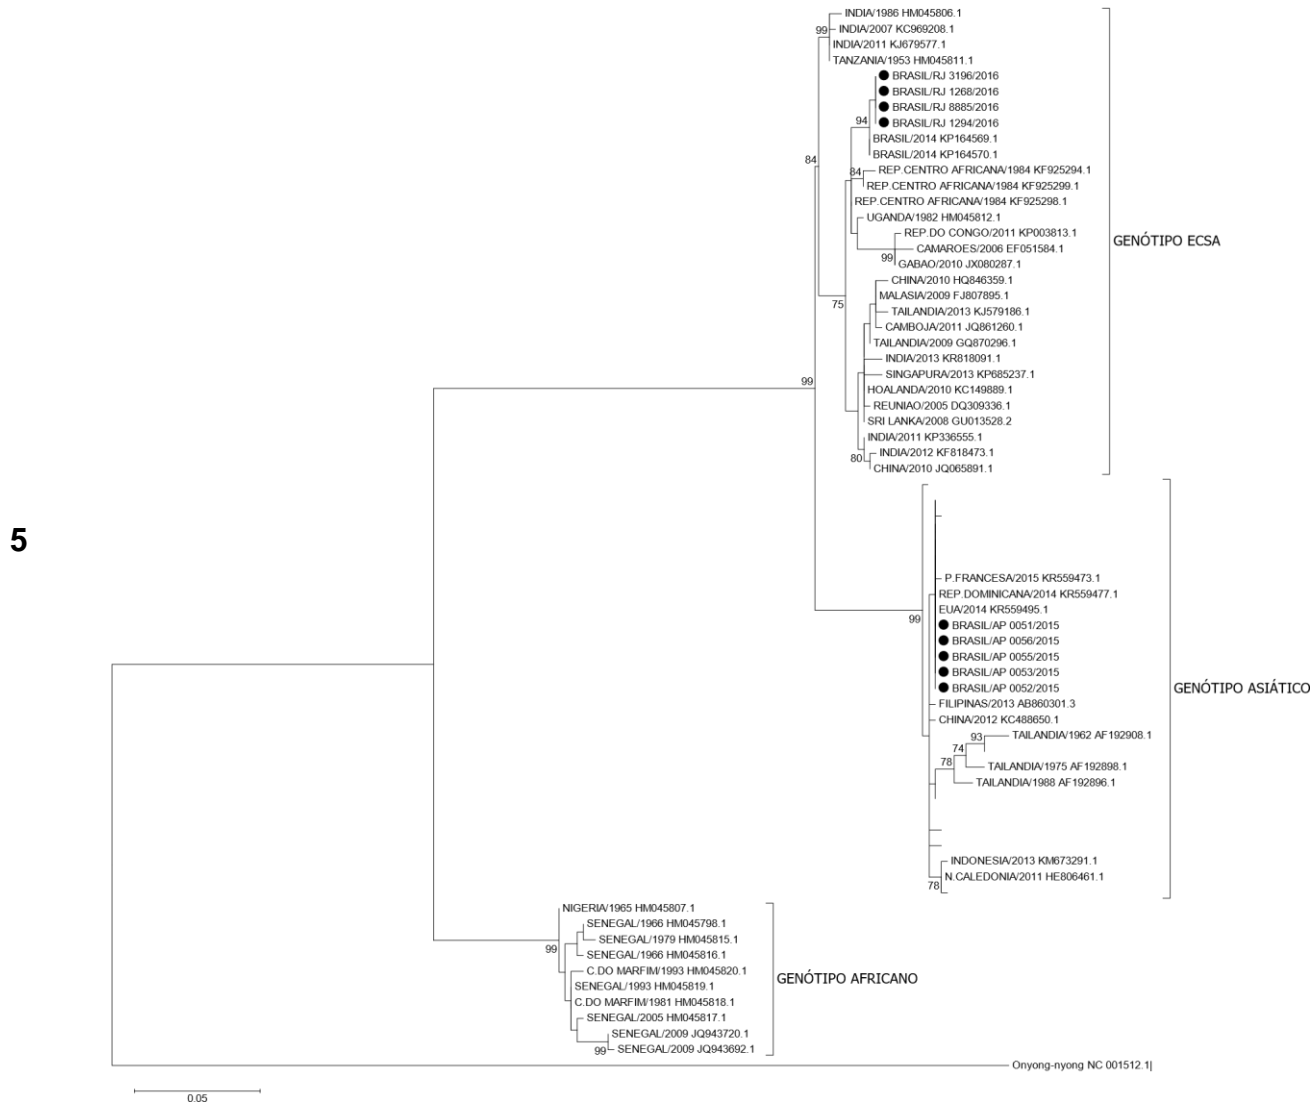 INDIA/1986 HM045806.1
99
INDIA/2007 KC969208.1
INDIA/2011 KJ679577.1
TANZANIA/1953 HM045811.1
BRASIL/RJ 3196/2016
BRASIL/RJ 1268/2016
BRASIL/RJ 8885/2016
94
BRASIL/RJ 1294/2016
BRASIL/2014 KP164569.1
BRASIL/2014 KP164570.1
84
84
REP.CENTRO AFRICANA/1984 KF925294.1
REP.CENTRO AFRICANA/1984 KF925299.1
REP.CENTRO AFRICANA/1984 KF925298.1
UGANDA/1982 HM045812.1
REP.DO CONGO/2011 KP003813.1
GENÓTIPO ECSA
CAMAROES/2006 EF051584.1
99
GABAO/2010 JX080287.1
CHINA/2010 HQ846359.1
MALASIA/2009 FJ807895.1
75
TAILANDIA/2013 KJ579186.1
CAMBOJA/2011 JQ861260.1
TAILANDIA/2009 GQ870296.1
INDIA/2013 KR818091.1
SINGAPURA/2013 KP685237.1
99
HOALANDA/2010 KC149889.1
REUNIAO/2005 DQ309336.1
SRI LANKA/2008 GU013528.2
INDIA/2011 KP336555.1
80
INDIA/2012 KF818473.1
CHINA/2010 JQ065891.1
5
P.FRANCESA/2015 KR559473.1
REP.DOMINICANA/2014 KR559477.1
EUA/2014 KR559495.1
99
BRASIL/AP 0051/2015
BRASIL/AP 0056/2015
BRASIL/AP 0055/2015
BRASIL/AP 0053/2015
BRASIL/AP 0052/2015
GENÓTIPO ASIÁTICO
FILIPINAS/2013 AB860301.3
CHINA/2012 KC488650.1
93
TAILANDIA/1962 AF192908.1
74
78
TAILANDIA/1975 AF192898.1
TAILANDIA/1988 AF192896.1
INDONESIA/2013 KM673291.1
78
N.CALEDONIA/2011 HE806461.1
NIGERIA/1965 HM045807.1
SENEGAL/1966 HM045798.1
99
SENEGAL/1979 HM045815.1
SENEGAL/1966 HM045816.1
C.DO MARFIM/1993 HM045820.1
GENÓTIPO AFRICANO
SENEGAL/1993 HM045819.1
C.DO MARFIM/1981 HM045818.1
SENEGAL/2005 HM045817.1
SENEGAL/2009 JQ943720.1
99
SENEGAL/2009 JQ943692.1
Onyong-nyong NC 001512.1|
0.05